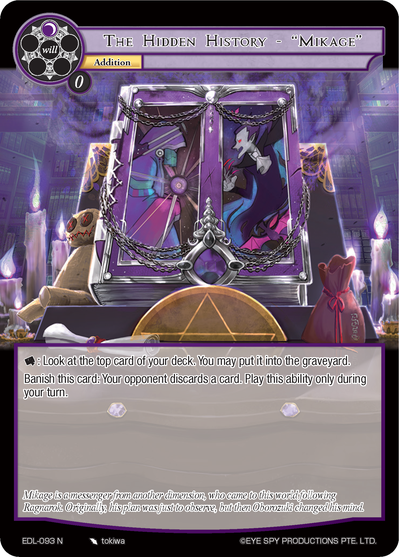 The Hidden History - "Mikage"
will
Addition
0
: Look at the top card of your deck. You may put it into the graveyard.
Banish this card: Your opponent discards a card. Play this ability only during
your turn.
Mikage is a messenger from another dimension, who came to this world following
Ragnarok. Originally, his plan was just to observe, but then Oborozuki changed his mind.
EDL-093 N
tokiwa
©EYE SPY PRODUCTIONS PTE. LTD.